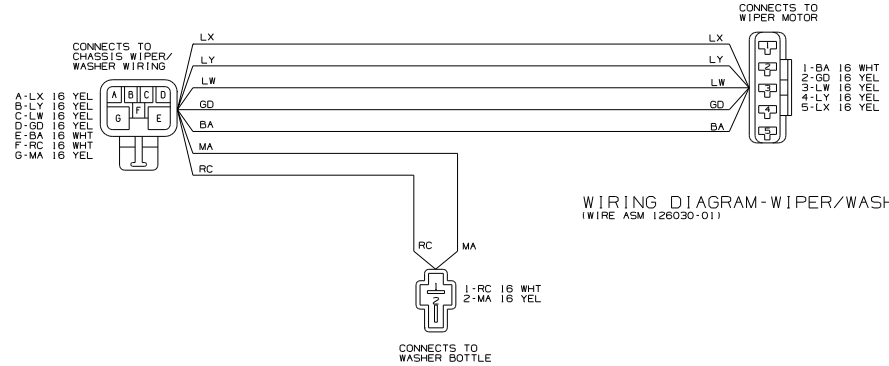 CONNECTS TO
WIPER MOTOR
CONNECTS TO
CHASSIS WIPER/
WASHER WIRING
A-LX 16 YEL
B-LY 16 YEL
C-LW 16 YEL
D-GD 16 YEL
E-BA 16 WHT
F-RC 16 WHT
G-MA 16 YEL
A B C D
F
G E
LX LX
LY LY
LW LW
GD GD
BA BA
MA
RC
1
2
3
4
5
1-BA 16 WHT
2-GD 16 YEL
3-LW 16 YEL
4-LY 16 YEL
5-LX 16 YEL
WIRING DIAGRAM-WIPER/WASH
(WIRE ASM 126030-01)
RC MA
1
2
1-RC 16 WHT
2-MA 16 YEL
CONNECTS TO
WASHER BOTTLE